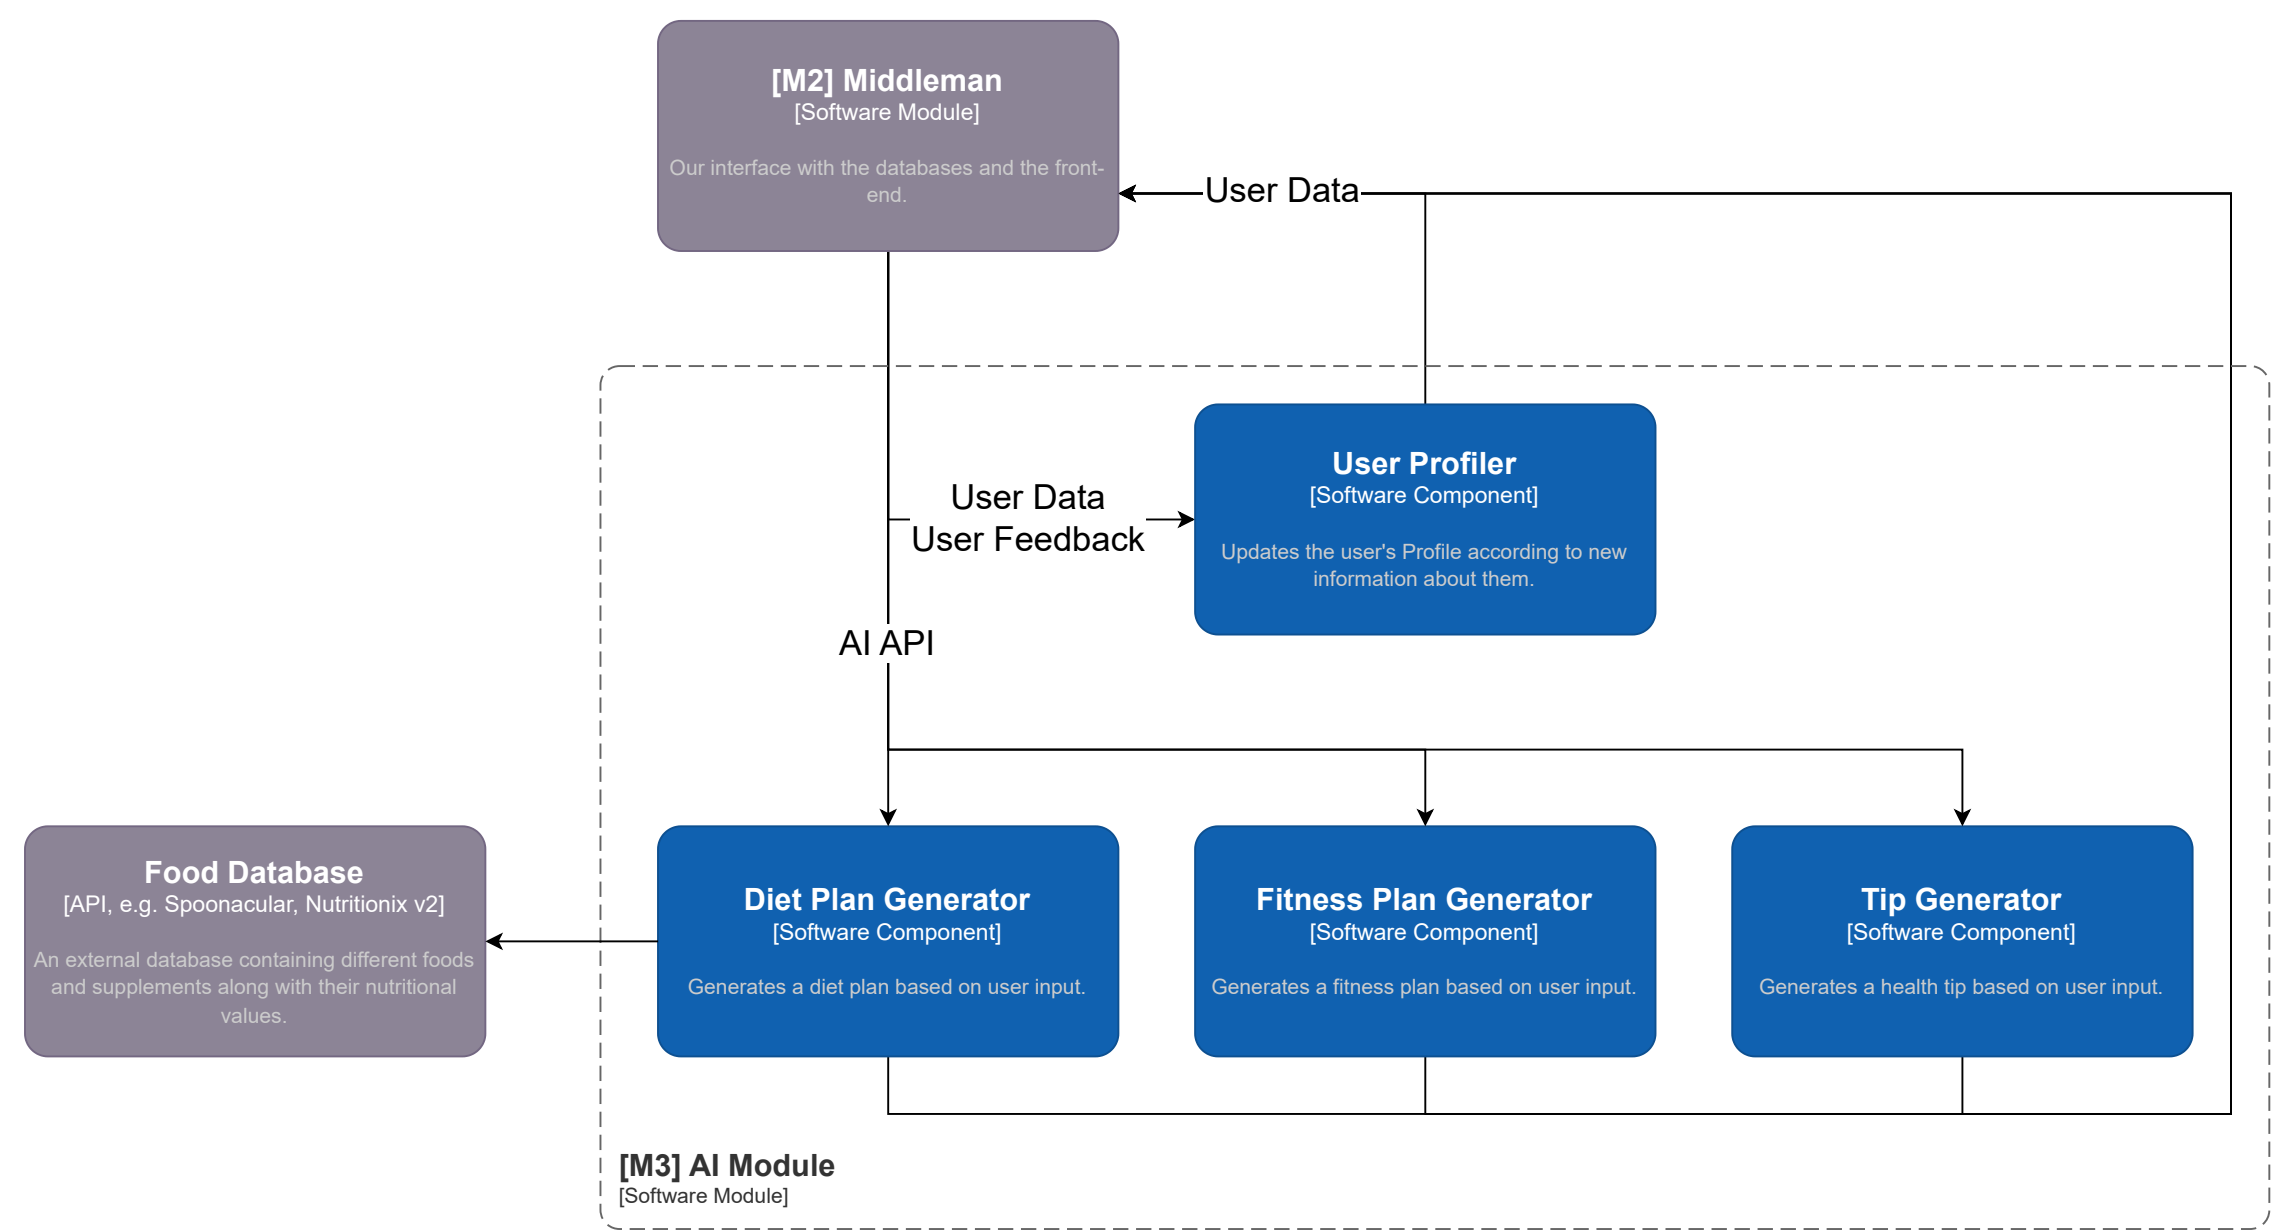 [M2] Middleman
[Software Module]
Our interface with the databases and the front-
end.
User Data
User Profiler
[Software Component]
Updates the user's Profile according to new
information about them.
User Data
User Feedback
AI API
Food Database
[API, e.g. Spoonacular, Nutritionix v2]
An external database containing different foods
and supplements along with their nutritional
values.
Diet Plan Generator
[Software Component]
Generates a diet plan based on user input.
Fitness Plan Generator
[Software Component]
Generates a fitness plan based on user input.
Tip Generator
[Software Component]
Generates a health tip based on user input.
[M3] AI Module
[Software Module]